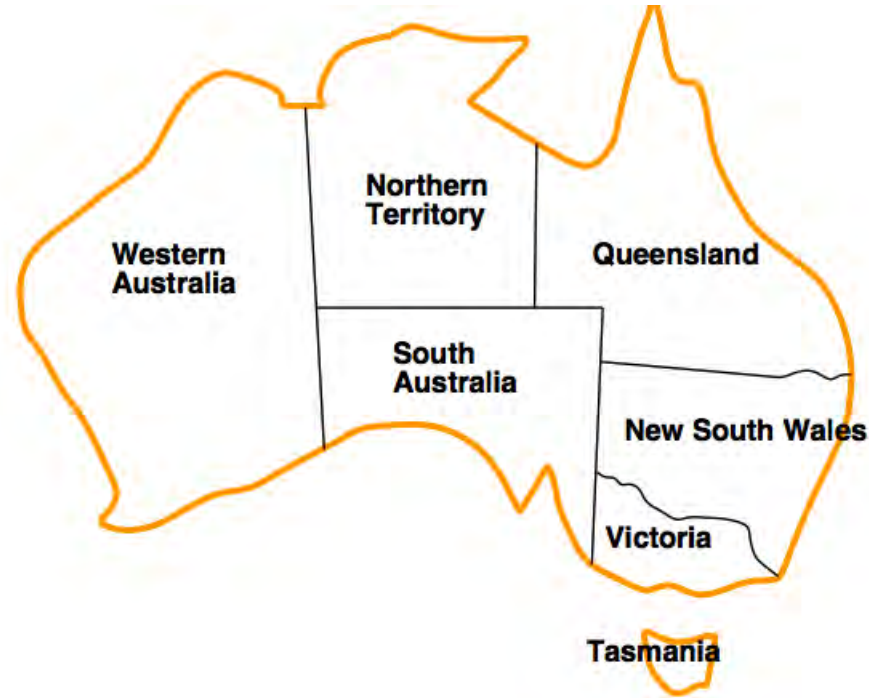 Northern
Territory
Western
Australia
Queensland
South
Australia
New South Wales
Victoria
Tasmania